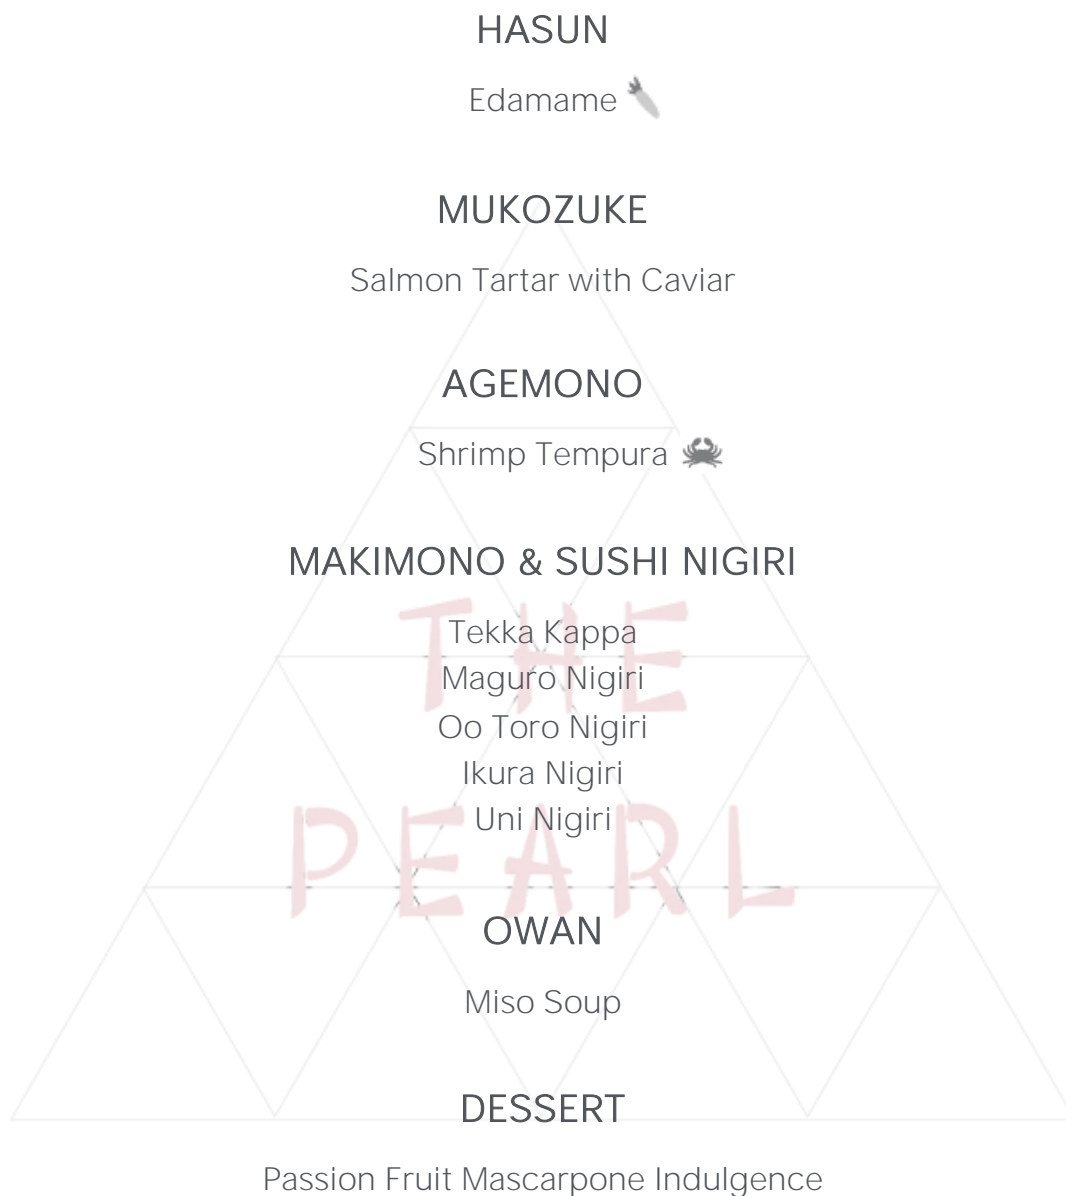 HASUN
Edamame
MUKOZUKE
Salmon Tartar with Caviar
AGEMONO
Shrimp Tempura
MAKIMONO & SUSHI NIGIRI
THE
Tekka Kappa
Maguro Nigiri
Oo Toro Nigiri
Ikura Nigiri
Uni Nigiri
PEARL
OWAN
Miso Soup
DESSERT
Passion Fruit Mascarpone Indulgence